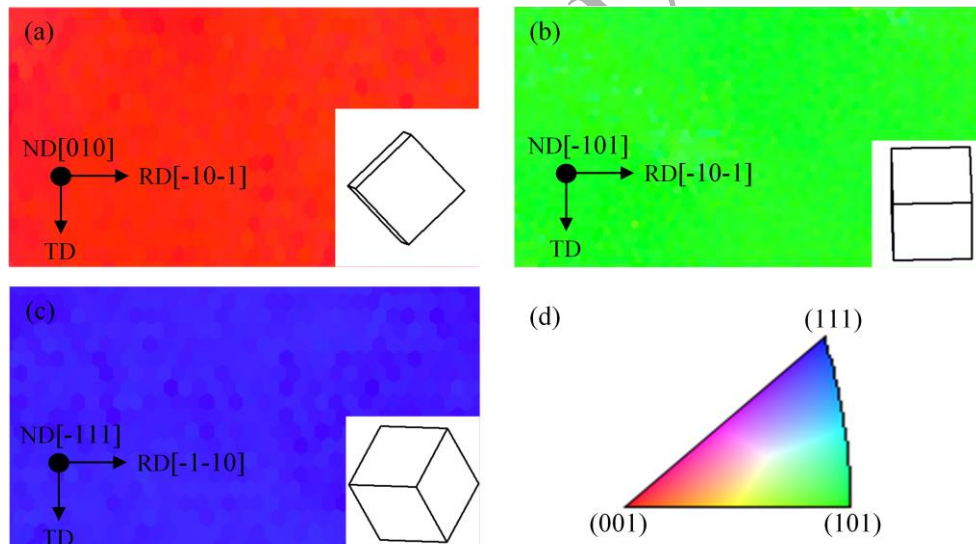 (a)
ND[010]
RD[-10-1]
TD
(b)
ND[-101]
RD[-10-1]
TD
(c)
ND[-111]
RD[-1-10]
TD
(d)
(111)
(001)
(101)